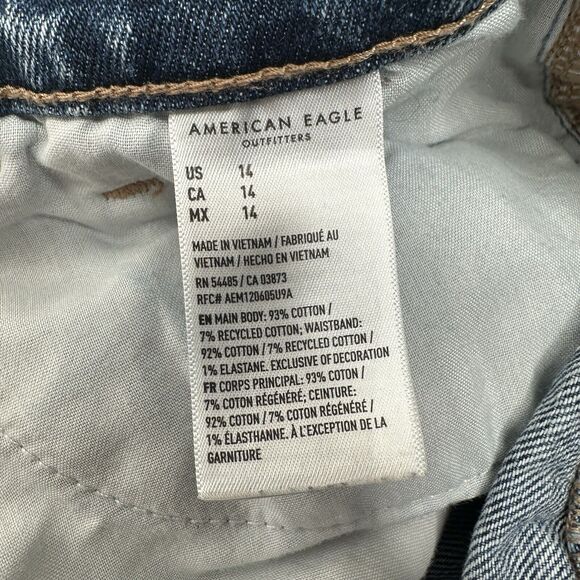 AMERICAN EAGLE
OUTFITTERS
US 14
CA 14
MX 14
MADE IN VIETNAM / FABRIQUÉ AU
VIETNAM / HECHO EN VIETNAM
RN 54485 / CA 03873
RFC# AEM120605U9A
EN MAIN BODY: 93% COTTON /
7% RECYCLED COTTON; WAISTBAND:
92% COTTON / 7% RECYCLED COTTON /
1% ELASTANE. EXCLUSIVE OF DECORATION
FR CORPS PRINCIPAL: 93% COTON /
7% COTON RÉGÉNÉRÉ; CEINTURE:
92% COTON / 7% COTON RÉGÉNÉRÉ /
1% ÉLASTHANNE. À L'EXCEPTION DE LA
GARNITURE